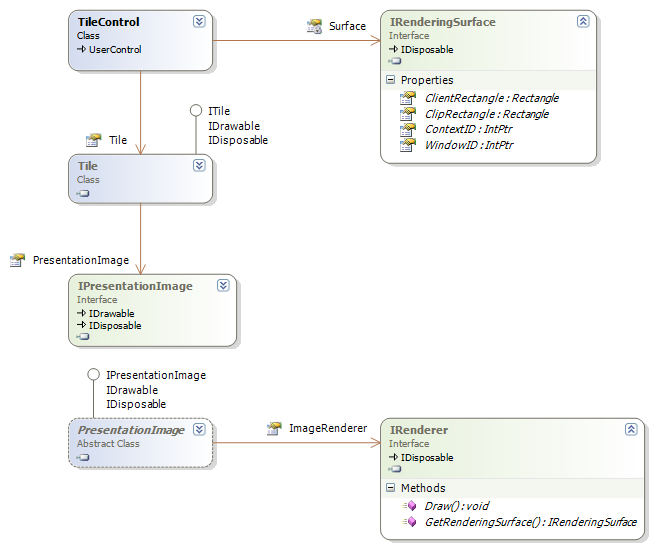 TileControl
Class
UserControl
Surface
IRenderingSurface
Interface
IDisposable
Properties
ClientRectangle : Rectangle
ClipRectangle : Rectangle
ContextID : IntPtr
WindowID : IntPtr
Tile
ITile
IDrawable
IDisposable
Tile
Class
PresentationImage
IPresentationImage
Interface
IDrawable
IDisposable
IPresentationImage
IDrawable
IDisposable
PresentationImage
Abstract Class
ImageRenderer
IRenderer
Interface
IDisposable
Methods
Draw() : void
GetRenderingSurface() : IRenderingSurface